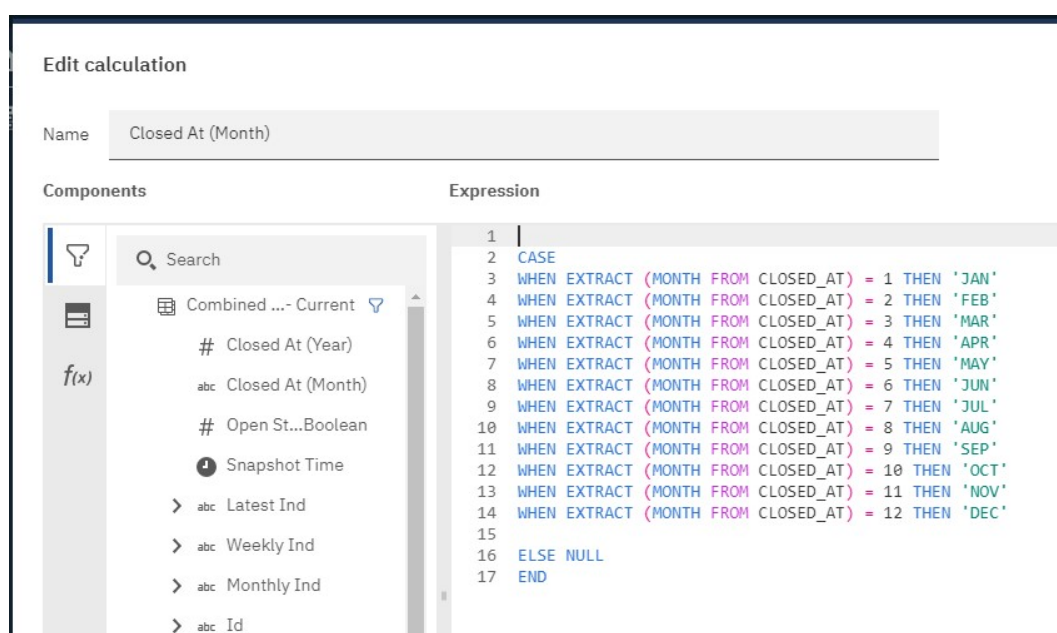 Edit calculation
Name
Closed At (Month)
Components
Expression
Search
Combined ...- Current
# Closed At (Year)
abc Closed At (Month)
# Open St...Boolean
Snapshot Time
abc Latest Ind
abc Weekly Ind
abc Monthly Ind
abc Id
f(x)
1
2 CASE
3 WHEN EXTRACT (MONTH FROM CLOSED_AT) = 1 THEN 'JAN'
4 WHEN EXTRACT (MONTH FROM CLOSED_AT) = 2 THEN 'FEB'
5 WHEN EXTRACT (MONTH FROM CLOSED_AT) = 3 THEN 'MAR'
6 WHEN EXTRACT (MONTH FROM CLOSED_AT) = 4 THEN 'APR'
7 WHEN EXTRACT (MONTH FROM CLOSED_AT) = 5 THEN 'MAY'
8 WHEN EXTRACT (MONTH FROM CLOSED_AT) = 6 THEN 'JUN'
9 WHEN EXTRACT (MONTH FROM CLOSED_AT) = 7 THEN 'JUL'
10 WHEN EXTRACT (MONTH FROM CLOSED_AT) = 8 THEN 'AUG'
11 WHEN EXTRACT (MONTH FROM CLOSED_AT) = 9 THEN 'SEP'
12 WHEN EXTRACT (MONTH FROM CLOSED_AT) = 10 THEN 'OCT'
13 WHEN EXTRACT (MONTH FROM CLOSED_AT) = 11 THEN 'NOV'
14 WHEN EXTRACT (MONTH FROM CLOSED_AT) = 12 THEN 'DEC'
15
16 ELSE NULL
17 END